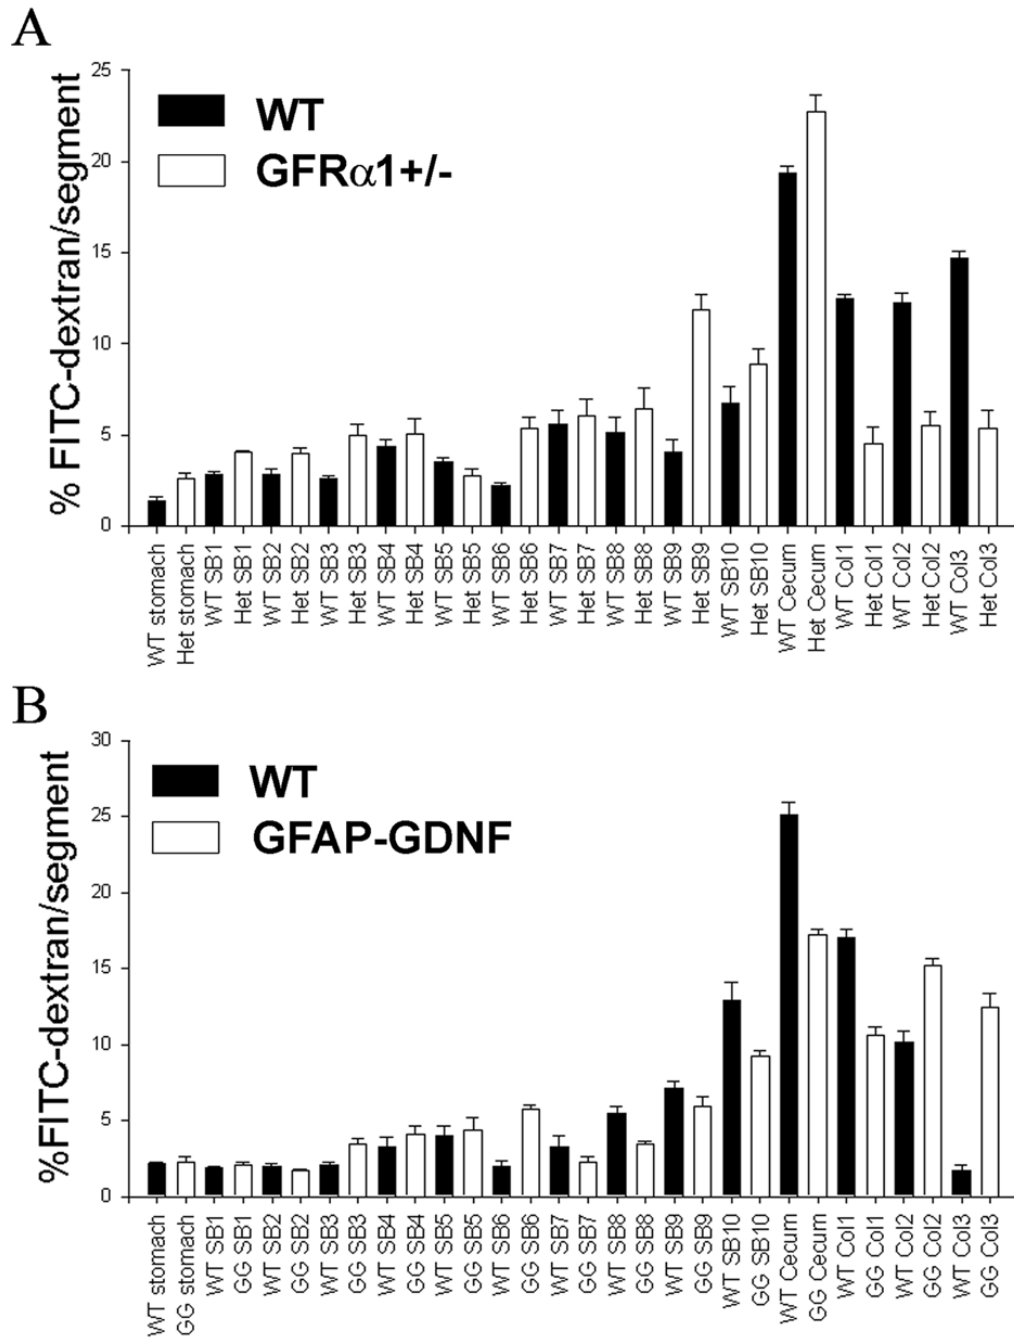 A
% FITC-dextran/segment
25
20
15
10
5
0
WT
GFRα1+/-
WT stomach
Het stomach
WT SB1
Het SB1
WT SB2
Het SB2
WT SB3
Het SB3
WT SB4
Het SB4
WT SB5
Het SB5
WT SB6
Het SB6
WT SB7
Het SB7
WT SB8
Het SB8
WT SB9
Het SB9
WT SB10
Het SB10
WT Cecum
Het Cecum
WT Col1
Het Col1
WT Col2
Het Col2
WT Col3
Het Col3
B
%FITC-dextran/segment
30
25
20
15
10
5
0
WT
GFAP-GDNF
WT stomach
GG stomach
WT SB1
GG SB1
WT SB2
GG SB2
WT SB3
GG SB3
WT SB4
GG SB4
WT SB5
GG SB5
WT SB6
GG SB6
WT SB7
GG SB7
WT SB8
GG SB8
WT SB9
GG SB9
WT SB10
GG SB10
WT Cecum
GG Cecum
WT Col1
GG Col1
WT Col2
GG Col2
WT Col3
GG Col3